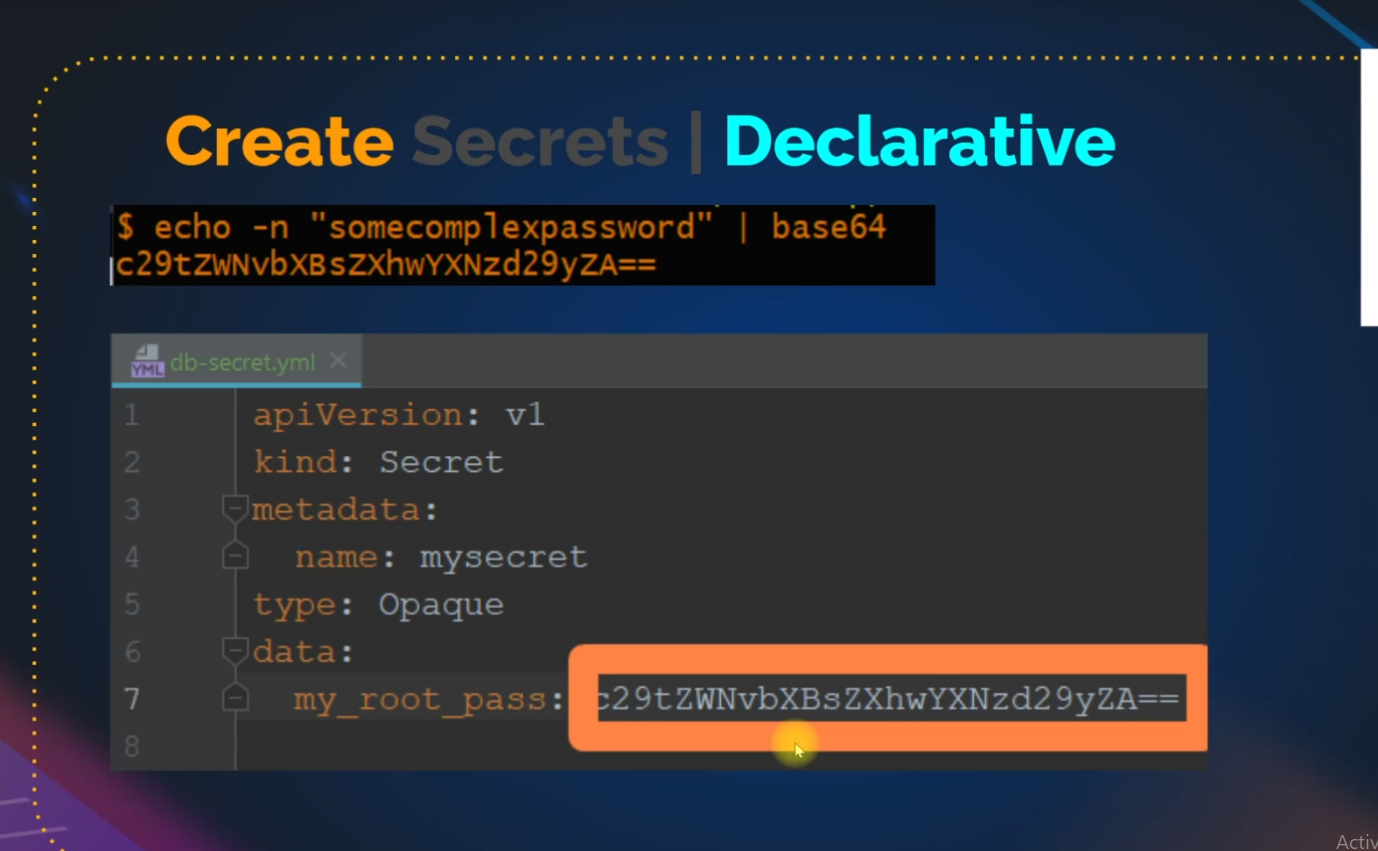 Create Secrets | Declarative
$ echo -n "somecomplexpassword" | base64
c29tZWNvbXBsZXhwYXNzd29yZA==
YML db-secret.yml
1 apiVersion: v1
2 kind: Secret
3 metadata:
4 name: mysecret
5 type: Opaque
6 data:
7 my_root_pass: c29tZWNvbXBsZXhwYXNzd29yZA==
8
Activ